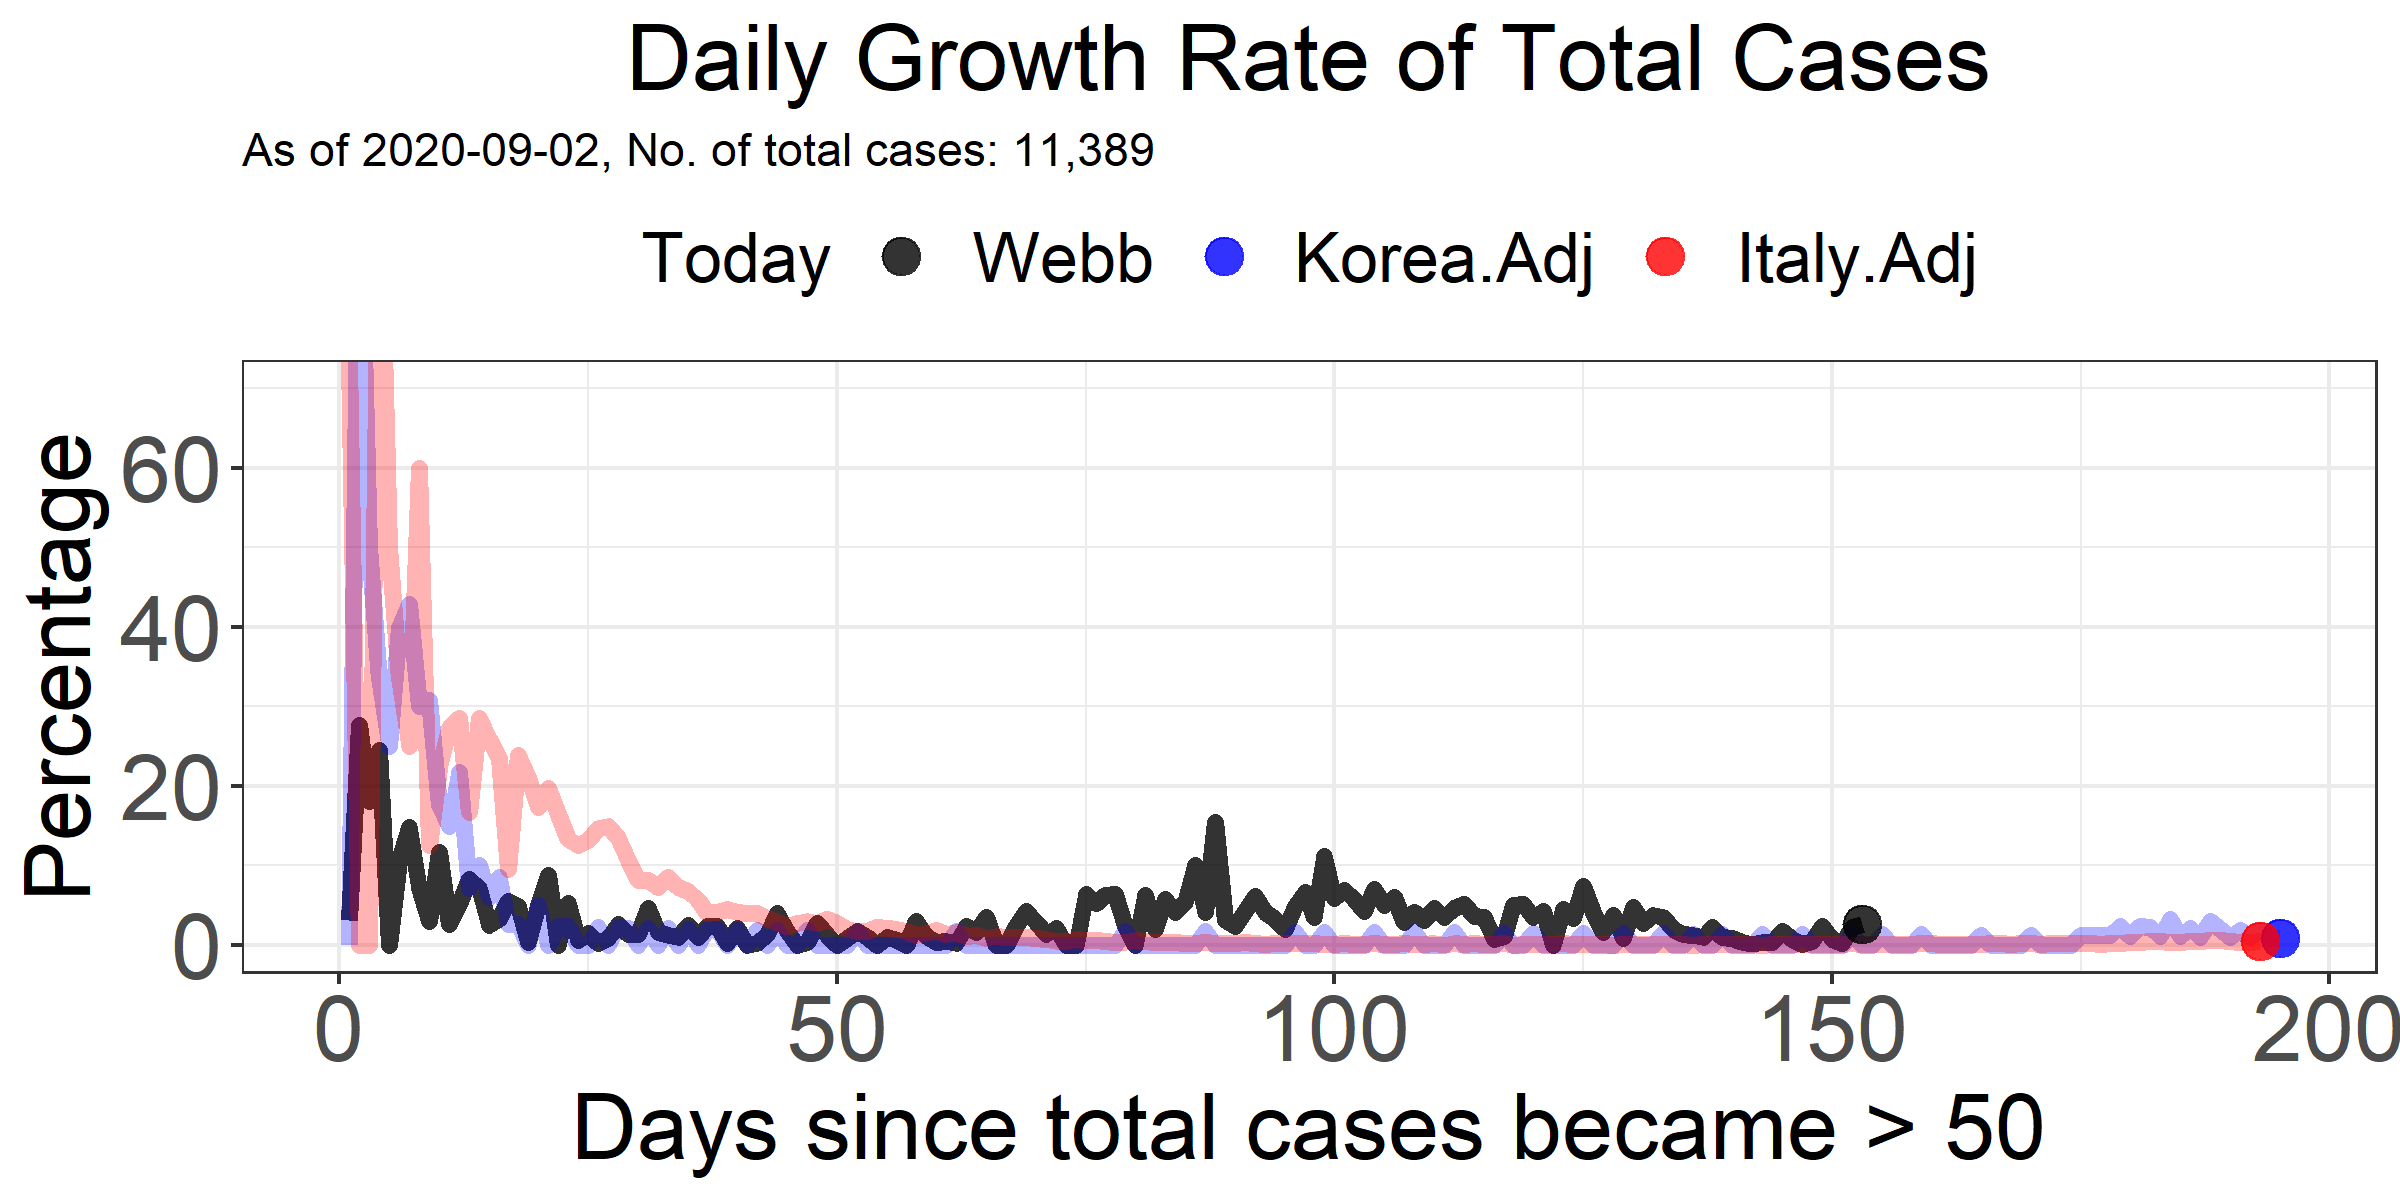 Daily Growth Rate of Total Cases
As of 2020-09-02, No. of total cases: 11,389
Today Webb Korea.Adj Italy.Adj
Percentage
60
40
20
0
0 50 100 150 200
Days since total cases became > 50